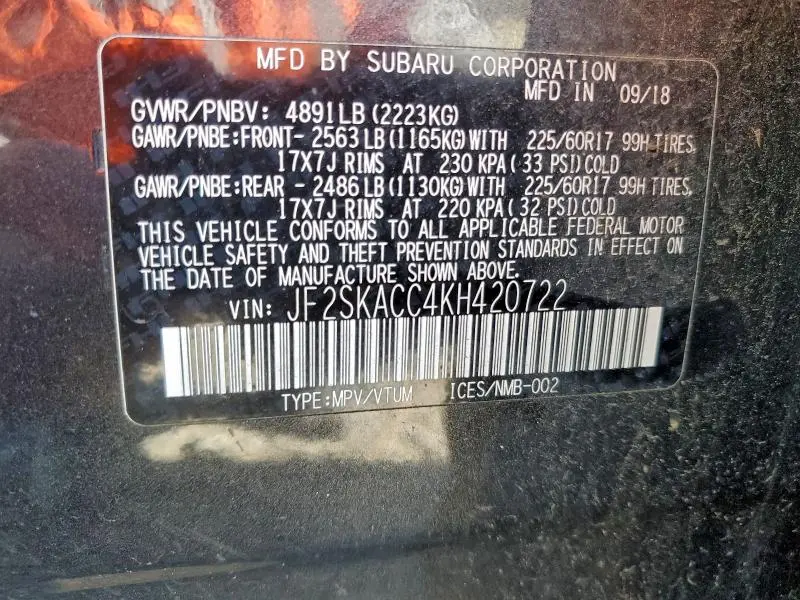 MFD BY SUBARU CORPORATION
MFD IN 09/18
GVWR/PNBV: 4891LB (2223KG)
GAWR/PNBE:FRONT- 2563LB(1165KG)WITH 225/60R17 99H TIRES,
17X7J RIMS AT 230 KPA( 33 PSI)COLD
GAWR/PNBE:REAR - 2486LB(1130KG)WITH 225/60R17 99H TIRES,
17X7J RIMS AT 220 KPA( 32 PSI)COLD
THIS VEHICLE CONFORMS TO ALL APPLICABLE FEDERAL MOTOR
VEHICLE SAFETY AND THEFT PREVENTION STANDARDS IN EFFECT ON
THE DATE OF MANUFACTURE SHOWN ABOVE.
VIN: JF2SKACC4KH420722
TYPE:MPV/VTUM ICES/NMB-002